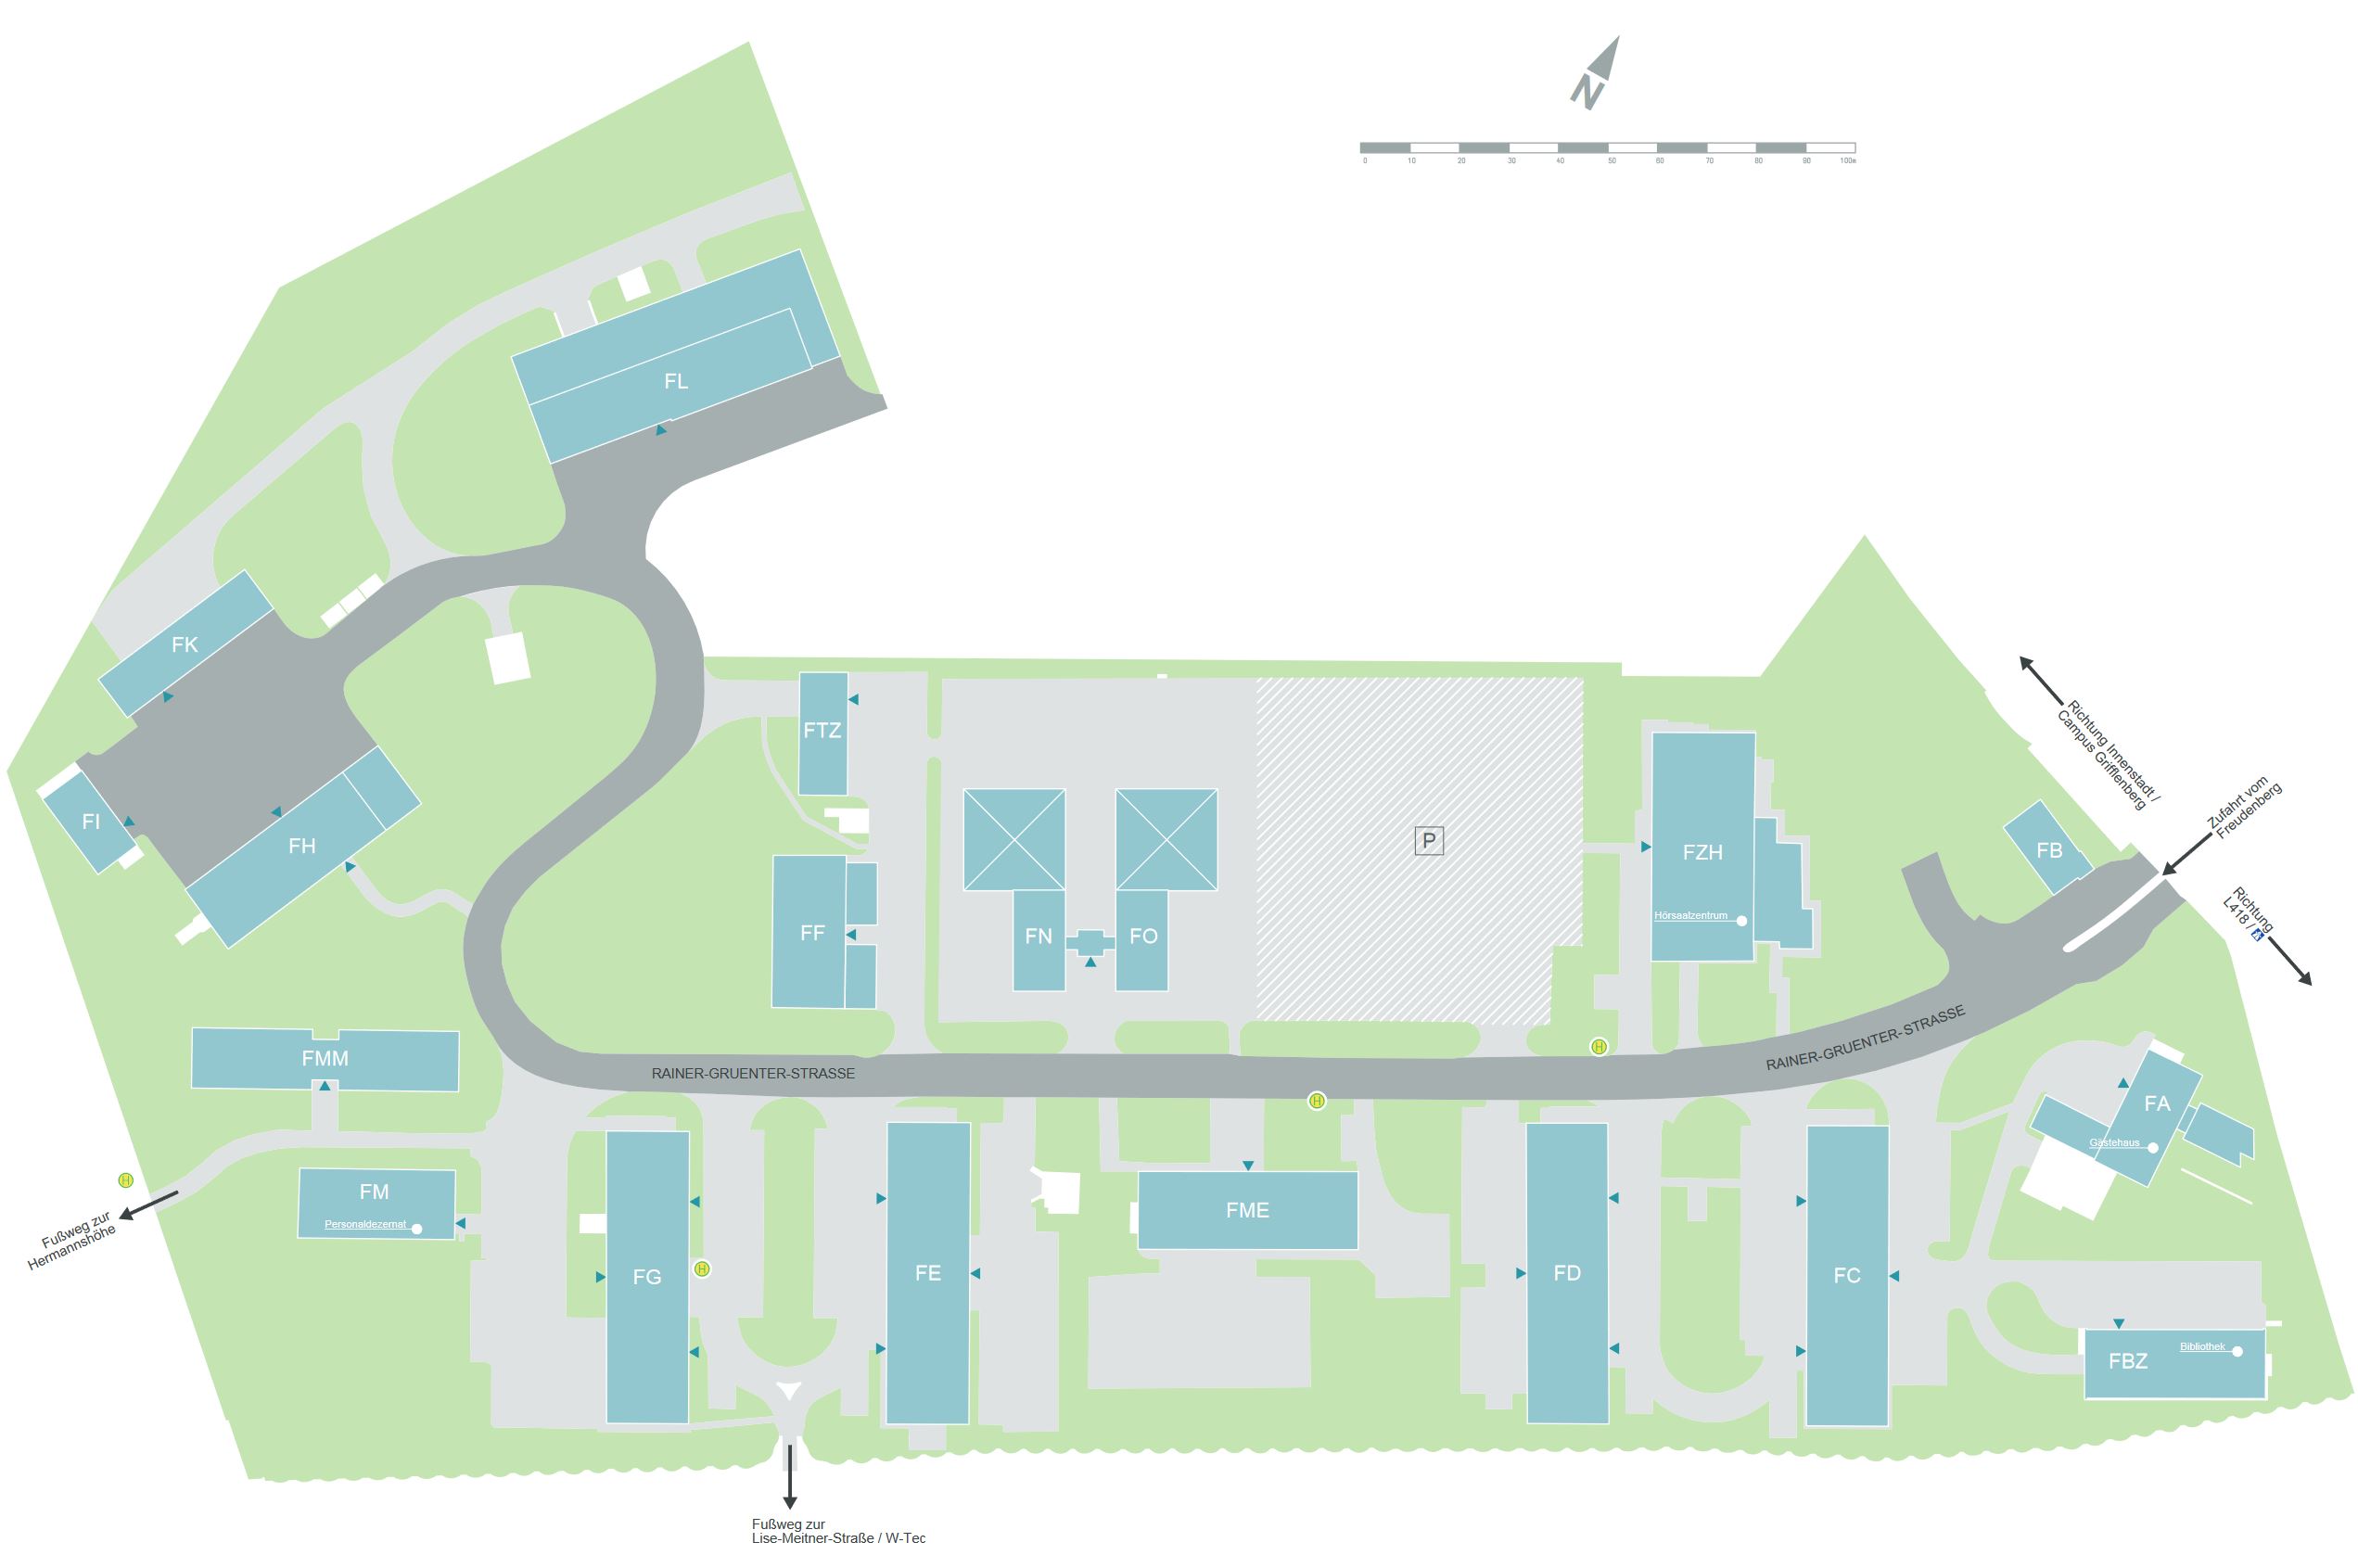 N
0 10 20 30 40 50 60 70 80 90 100m
FL
FK
FI
FH
FTZ
FF
FN
FO
P
FZH
Hörsaalzentrum
FB
Richtung Innenstadt /
Campus Grifflenberg
Zufahrt vom
Freudenberg
Richtung
L418 /
RAINER-GRUENTER-STRASSE
RAINER-GRUENTER-STRASSE
H
H
H
H
FMM
FM
Personaldezernat
Fußweg zur
Hermannshöhe
FG
FE
FME
FD
FC
FA
Gästehaus
FBZ
Bibliothek
Fußweg zur
Lise-Meitner-Straße / W-Tec